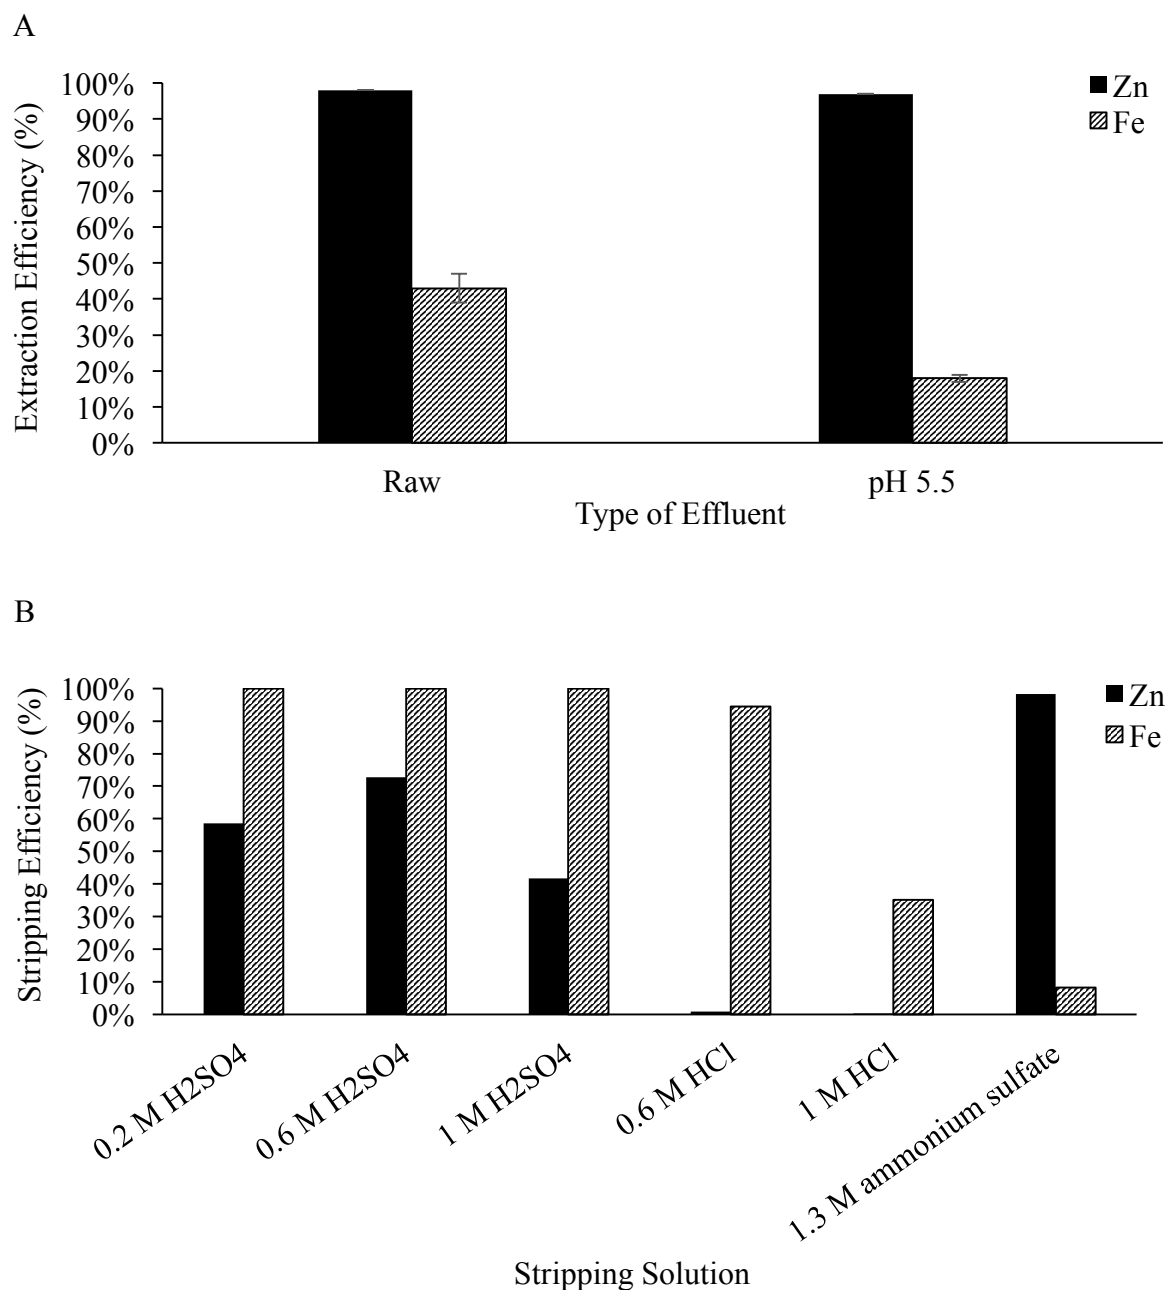 A
Extraction Efficiency (%)
100%
90%
80%
70%
60%
50%
40%
30%
20%
10%
0%
Zn
Fe
Raw
pH 5.5
Type of Effluent
B
Stripping Efficiency (%)
100%
90%
80%
70%
60%
50%
40%
30%
20%
10%
0%
Zn
Fe
0.2 M H2SO4
0.6 M H2SO4
1 M H2SO4
0.6 M HCl
1 M HCl
1.3 M ammonium sulfate
Stripping Solution